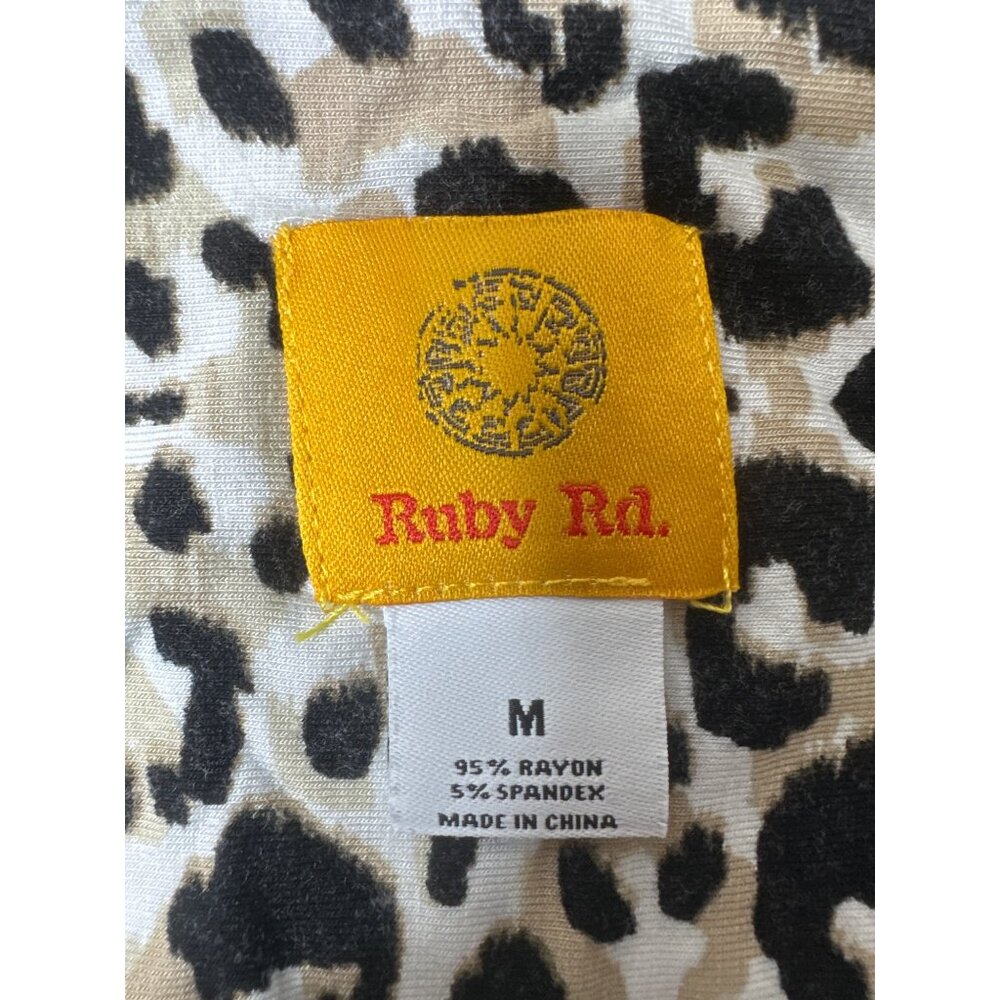 Ruby Rd.
M
95% RAYON
5% SPANDEX
MADE IN CHINA